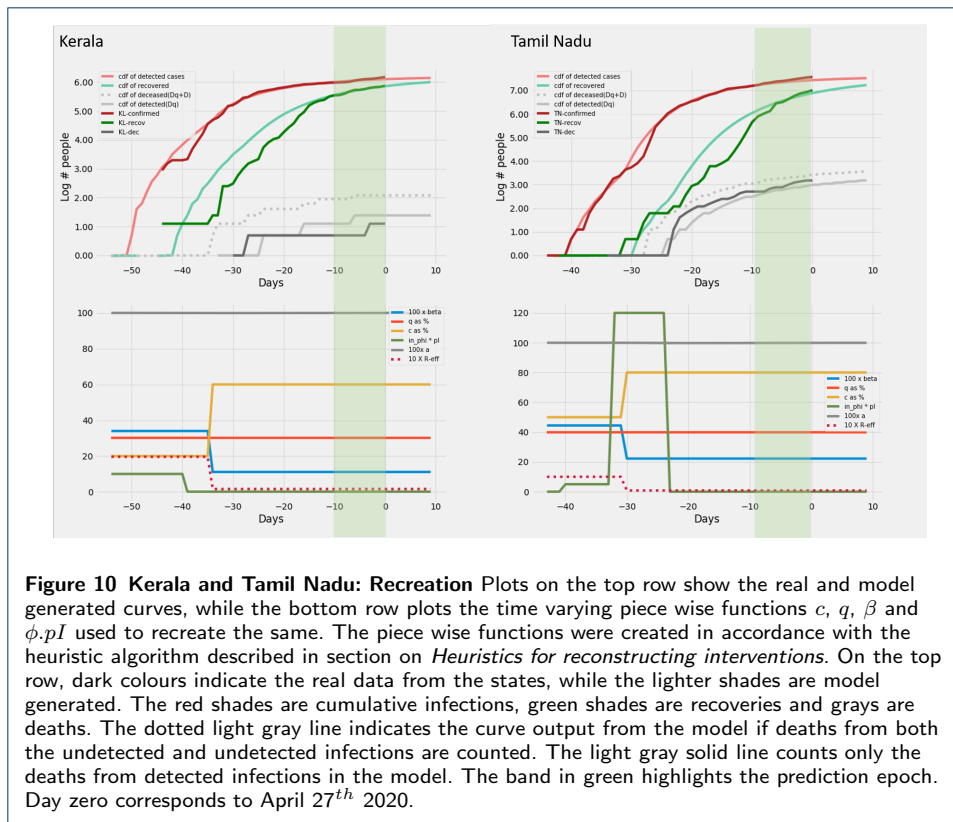 Kerala
Tamil Nadu
cdf of detected cases
cdf of recovered
cdf of deceased(Dq+D)
cdf of detected(Dq)
KL-confirmed
KL-recov
KL-dec
6.00
5.00
4.00
3.00
2.00
1.00
0.00
Log # people
−50
−40
−30
−20
−10
0
10
Days
cdf of detected cases
cdf of recovered
cdf of deceased(Dq+D)
cdf of detected(Dq)
TN-confirmed
TN-recov
TN-dec
7.00
6.00
5.00
4.00
3.00
2.00
1.00
0.00
Log # people
−40
−30
−20
−10
0
10
Days
100 x beta
q as %
c as %
in_phi * pI
100x a
10 X R-eff
100
80
60
40
20
0
−50
−40
−30
−20
−10
0
10
Days
100 x beta
q as %
c as %
in_phi * pI
100x a
10 X R-eff
120
100
80
60
40
20
0
−40
−30
−20
−10
0
10
Days
Figure 10 Kerala and Tamil Nadu: Recreation Plots on the top row show the real and model
generated curves, while the bottom row plots the time varying piece wise functions c, q, β and
ϕ.pI used to recreate the same. The piece wise functions were created in accordance with the
heuristic algorithm described in section on Heuristics for reconstructing interventions. On the top
row, dark colours indicate the real data from the states, while the lighter shades are model
generated. The red shades are cumulative infections, green shades are recoveries and grays are
deaths. The dotted light gray line indicates the curve output from the model if deaths from both
the undetected and undetected infections are counted. The light gray solid line counts only the
deaths from detected infections in the model. The band in green highlights the prediction epoch.
Day zero corresponds to April 27th 2020.